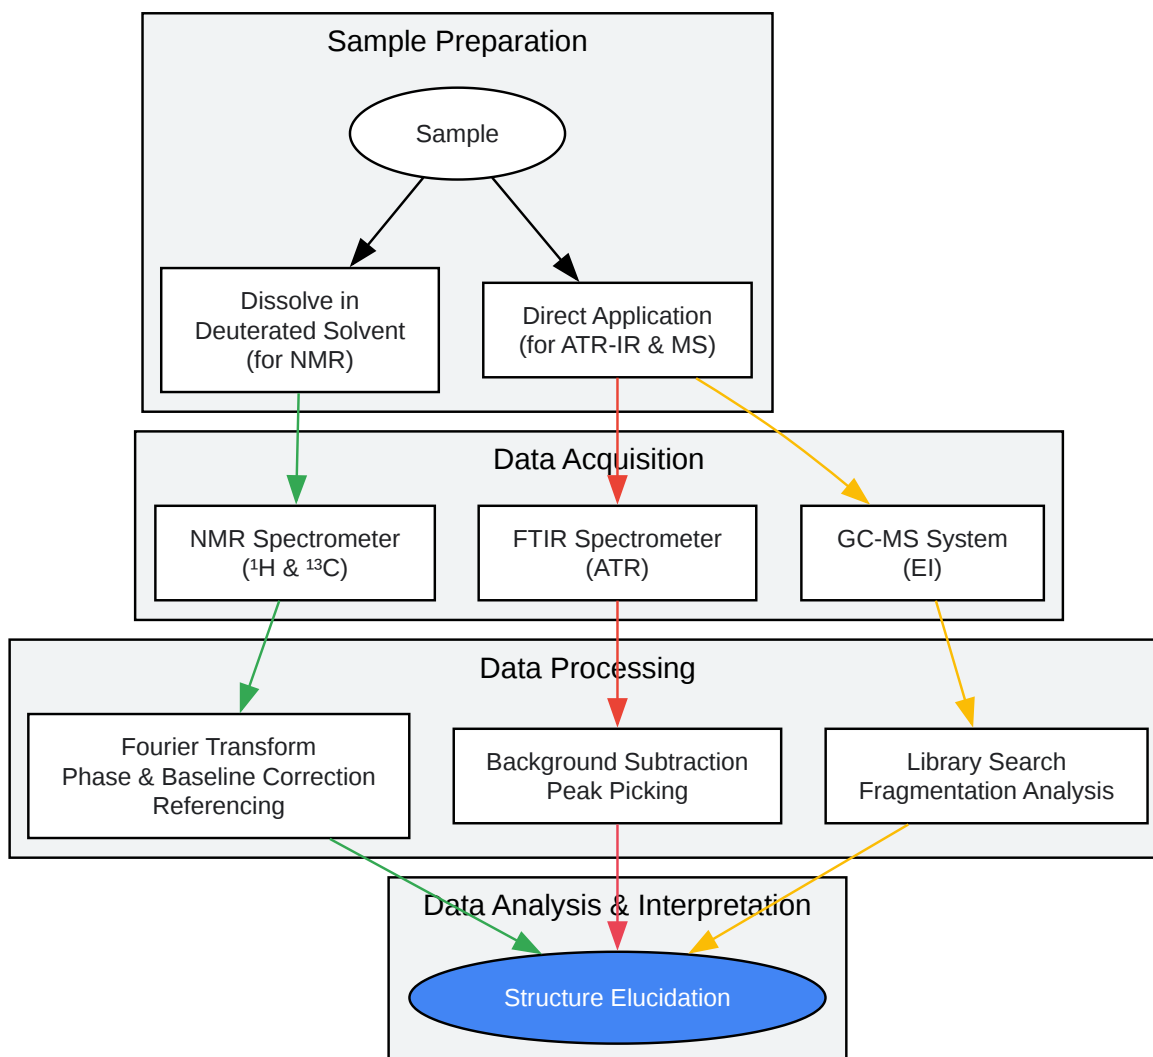 Sample Preparation
Sample
Dissolve in
Deuterated Solvent
(for NMR)
Direct Application
(for ATR-IR & MS)
Data Acquisition
NMR Spectrometer
(¹H & ¹³C)
FTIR Spectrometer
(ATR)
GC-MS System
(EI)
Data Processing
Fourier Transform
Phase & Baseline Correction
Referencing
Background Subtraction
Peak Picking
Library Search
Fragmentation Analysis
Data Analysis & Interpretation
Structure Elucidation